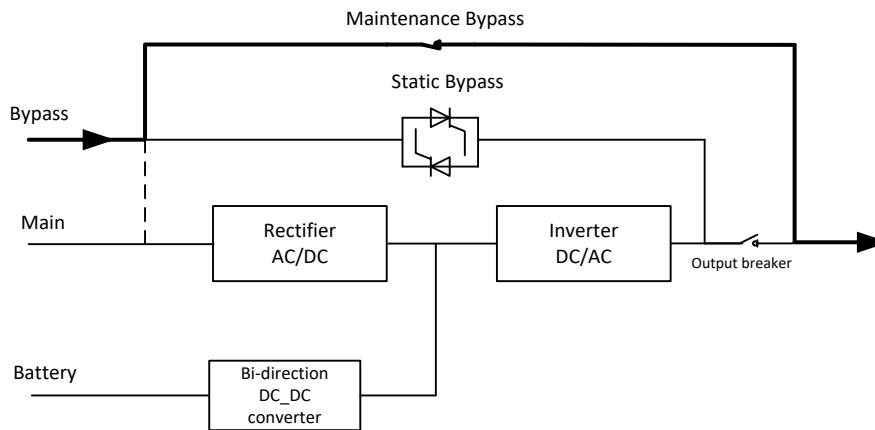 Maintenance Bypass
Static Bypass
Bypass
Main
Rectifier
AC/DC
Inverter
DC/AC
Output breaker
Battery
Bi-direction
DC_DC
converter